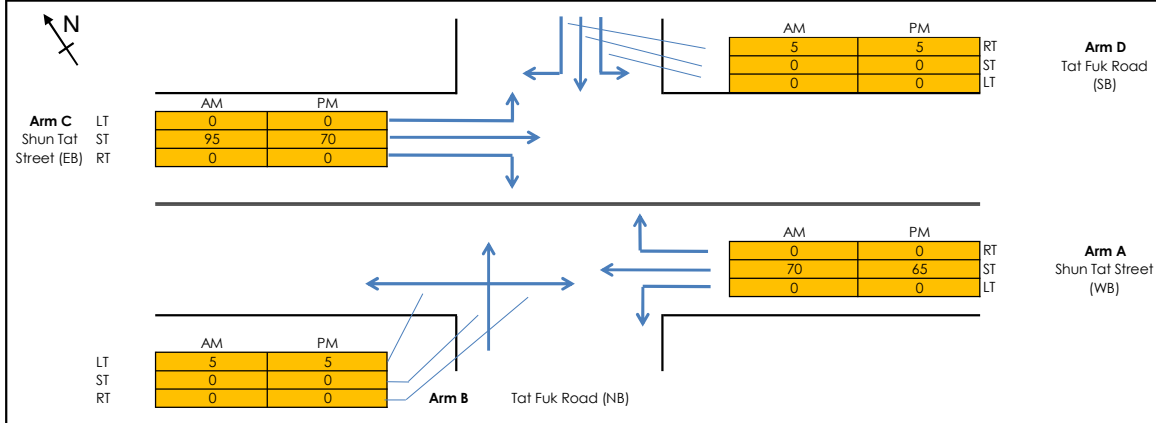 N
AM PM
5 5 RT
0 0 ST
0 0 LT
Arm D
Tat Fuk Road
(SB)
AM PM
Arm C LT 0 0
Shun Tat ST 95 70
Street (EB) RT 0 0
AM PM
0 0 RT
70 65 ST
0 0 LT
Arm A
Shun Tat Street
(WB)
AM PM
LT 5 5
ST 0 0
RT 0 0
Arm B Tat Fuk Road (NB)